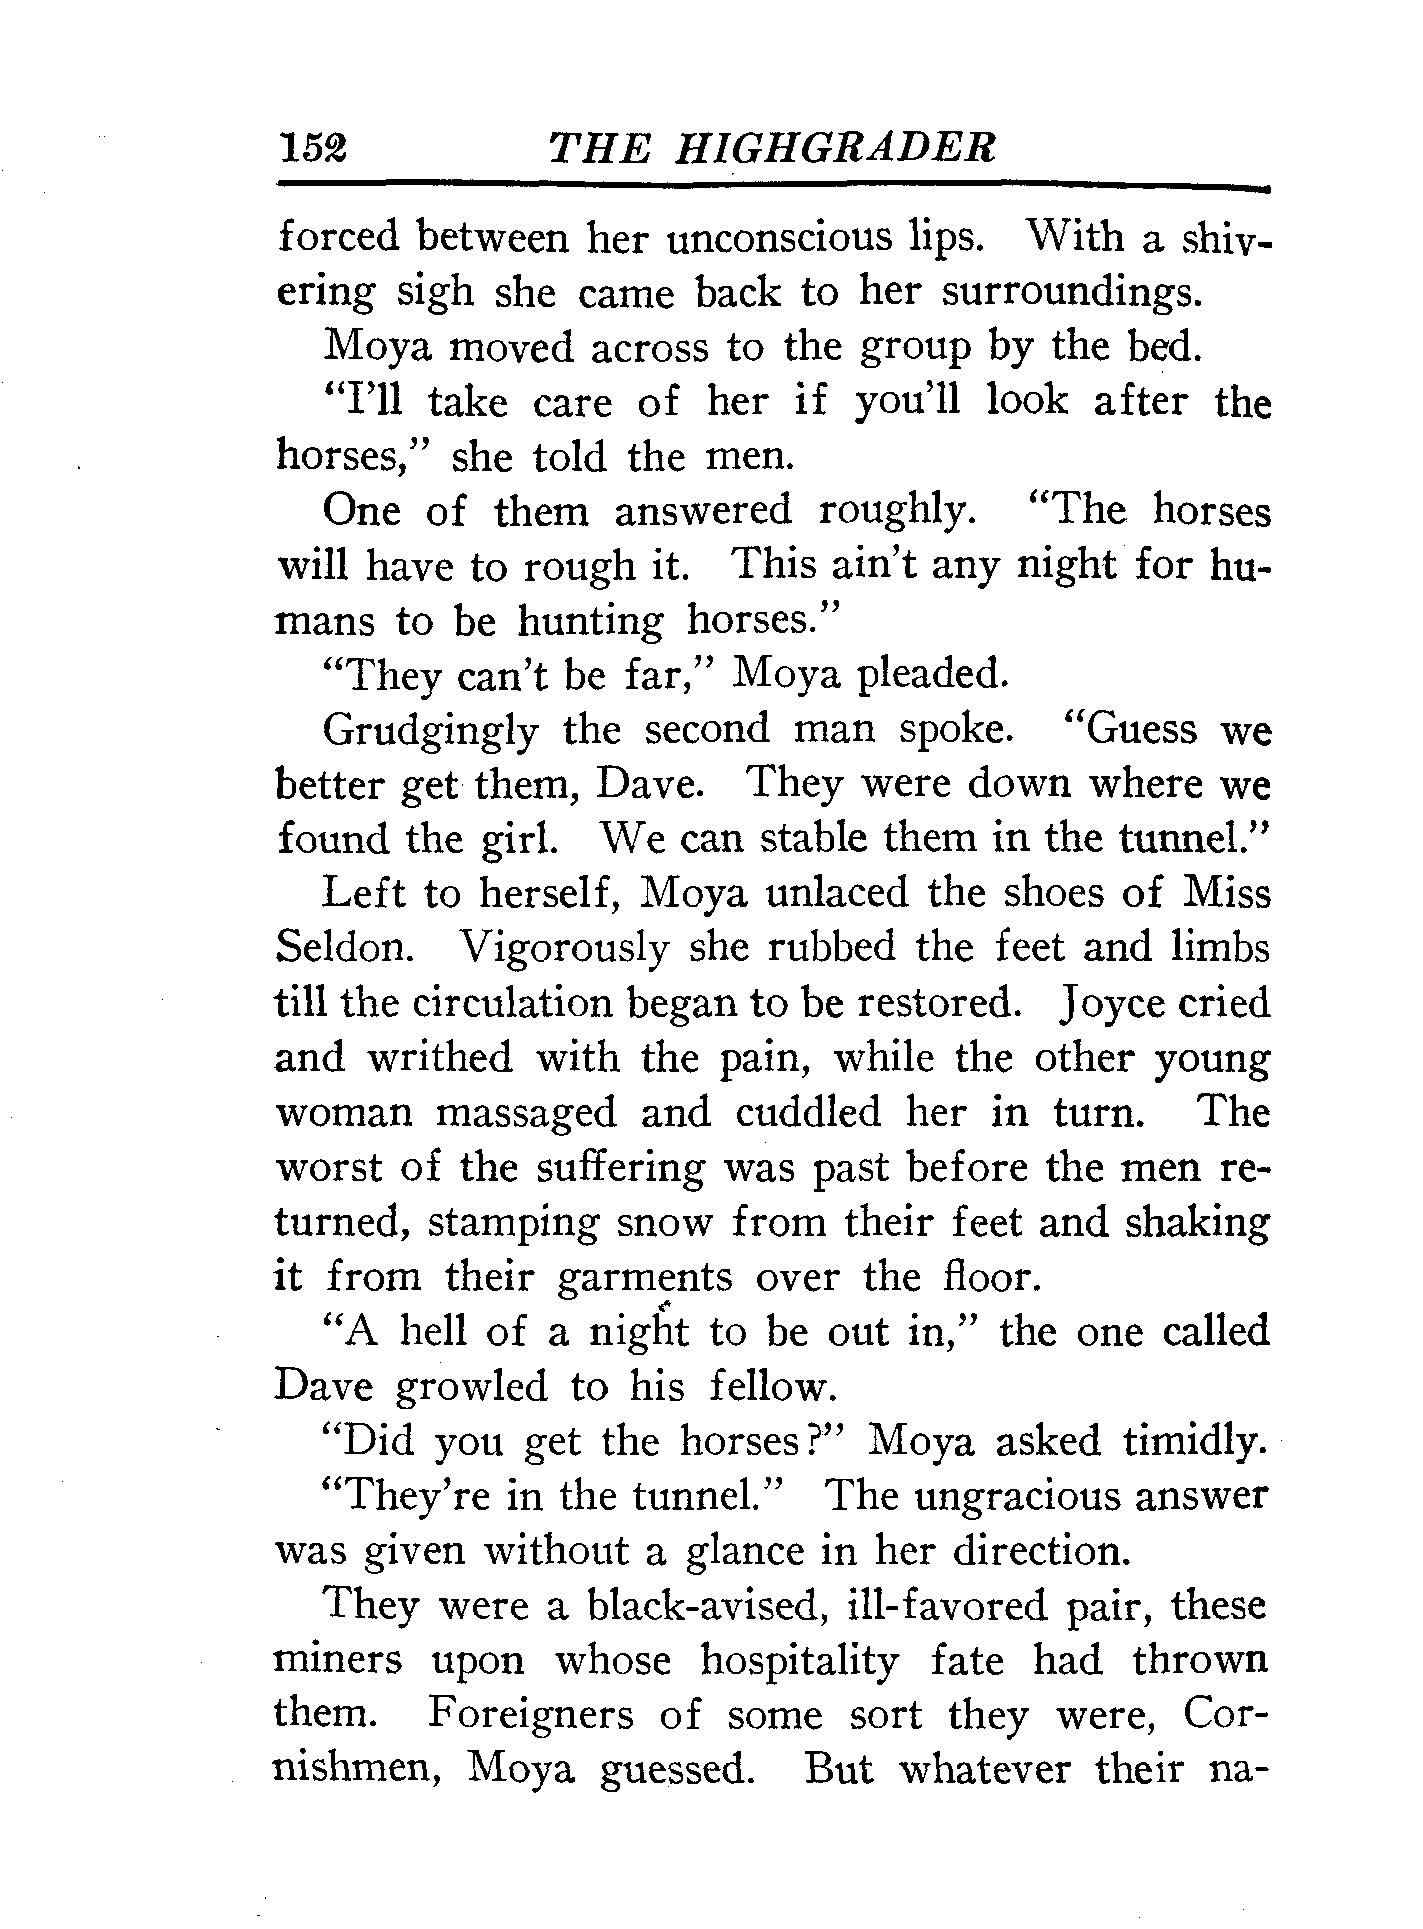 152 THE HIGHGRADER
forced between her unconscious lips. With a shiv-
ering sigh she came back to her surroundings.
Moya moved across to the group by the bed.
“I’ll take care of her if you’ll look after the
horses,” she told the men.
One of them answered roughly. “The horses
will have to rough it. This ain’t any night for hu-
mans to be hunting horses.”
“They can’t be far,” Moya pleaded.
Grudgingly the second man spoke. “Guess we
better get them, Dave. They were down where we
found the girl. We can stable them in the tunnel.”
Left to herself, Moya unlaced the shoes of Miss
Seldon. Vigorously she rubbed the feet and limbs
till the circulation began to be restored. Joyce cried
and writhed with the pain, while the other young
woman massaged and cuddled her in turn. The
worst of the suffering was past before the men re-
turned, stamping snow from their feet and shaking
it from their garments over the floor.
“A hell of a night to be out in,” the one called
Dave growled to his fellow.
“Did you get the horses?” Moya asked timidly.
“They’re in the tunnel.” The ungracious answer
was given without a glance in her direction.
They were a black-avised, ill-favored pair, these
miners upon whose hospitality fate had thrown
them. Foreigners of some sort they were, Cor-
nishmen, Moya guessed. But whatever their na-